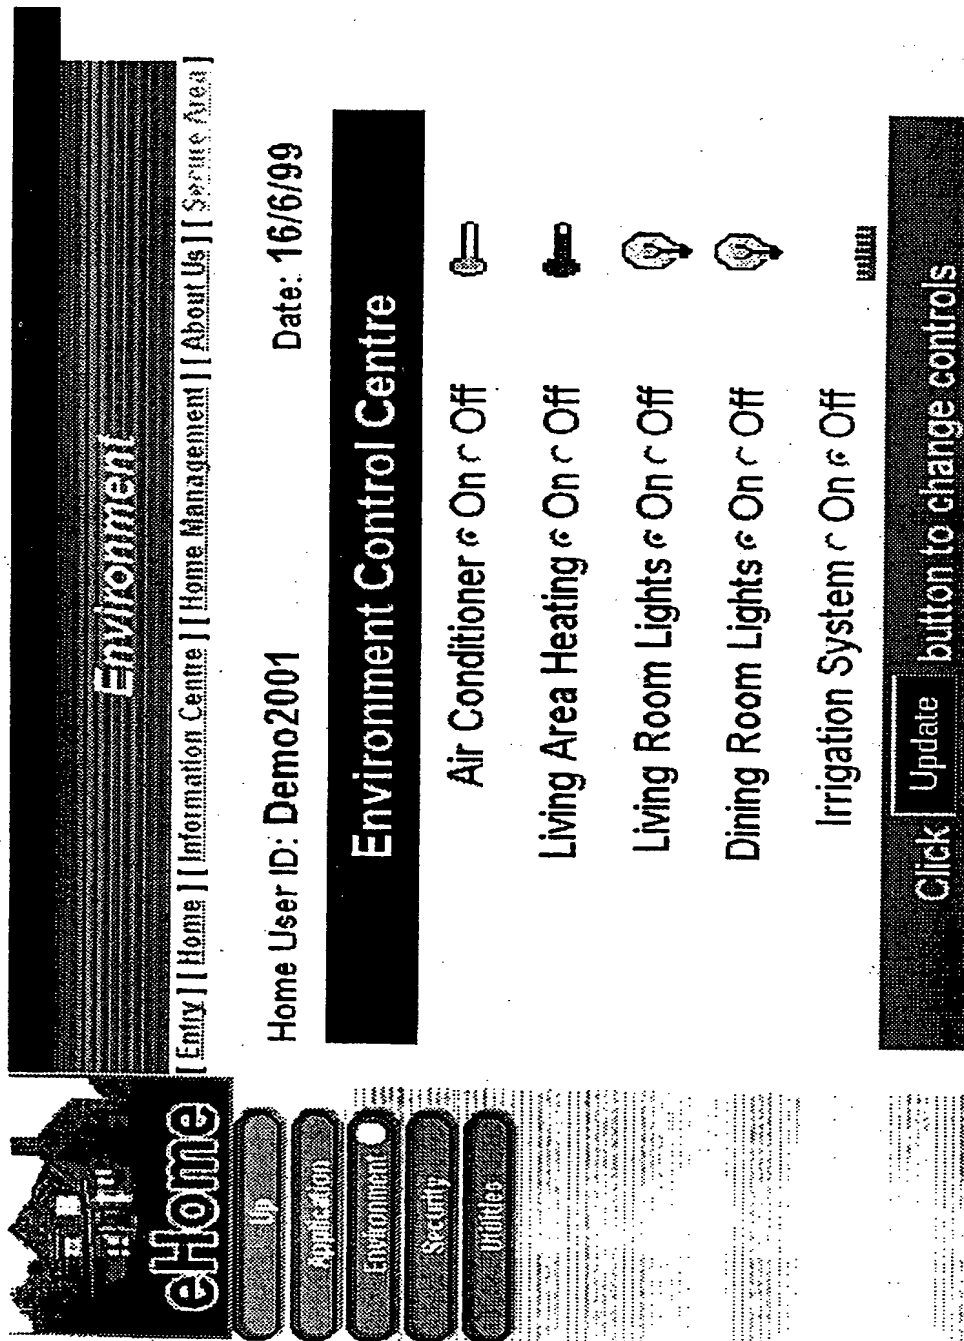 Environment
[ Entry ] [ Home ] [ Information Centre ] [ Home Management ] [ About Us ] [ Secure Area ]
eHome
Up
Application
Environment
Security
Utilities
Home User ID: Demo2001 Date: 16/6/99
Environment Control Centre
Air Conditioner On Off
Living Area Heating On Off
Living Room Lights On Off
Dining Room Lights On Off
Irrigation System On Off
Click Update button to change controls